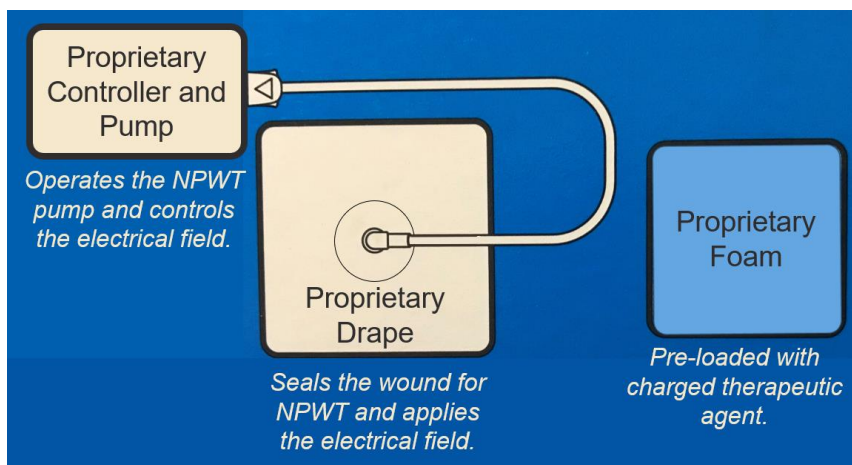 Proprietary
Controller and
Pump
Operates the NPWT
pump and controls
the electrical field.
Proprietary
Drape
Seals the wound for
NPWT and applies
the electrical field.
Proprietary
Foam
Pre-loaded with
charged therapeutic
agent.